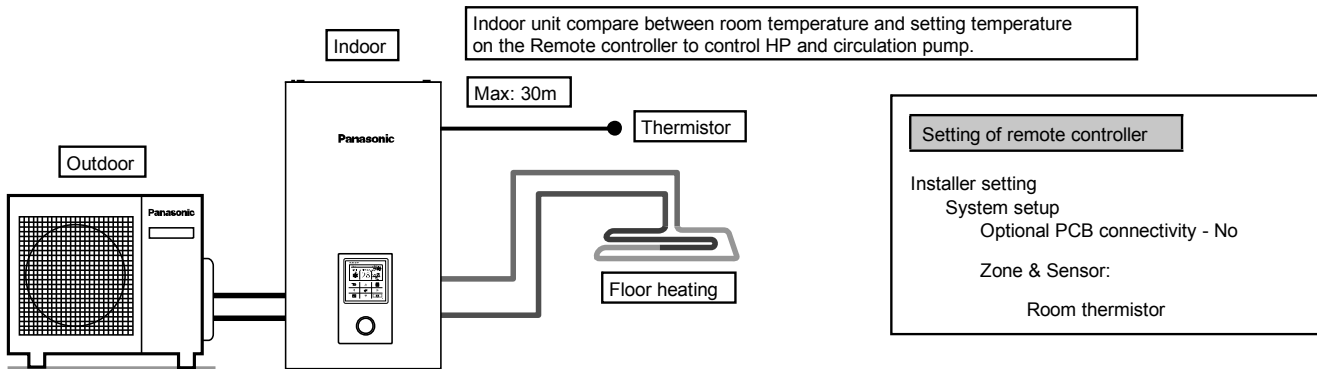 Indoor unit compare between room temperature and setting temperature
on the Remote controller to control HP and circulation pump.
Indoor
Max: 30m
Thermistor
Panasonic
Outdoor
Panasonic
Floor heating
Setting of remote controller
Installer setting
System setup
Optional PCB connectivity - No
Zone & Sensor:
Room thermistor